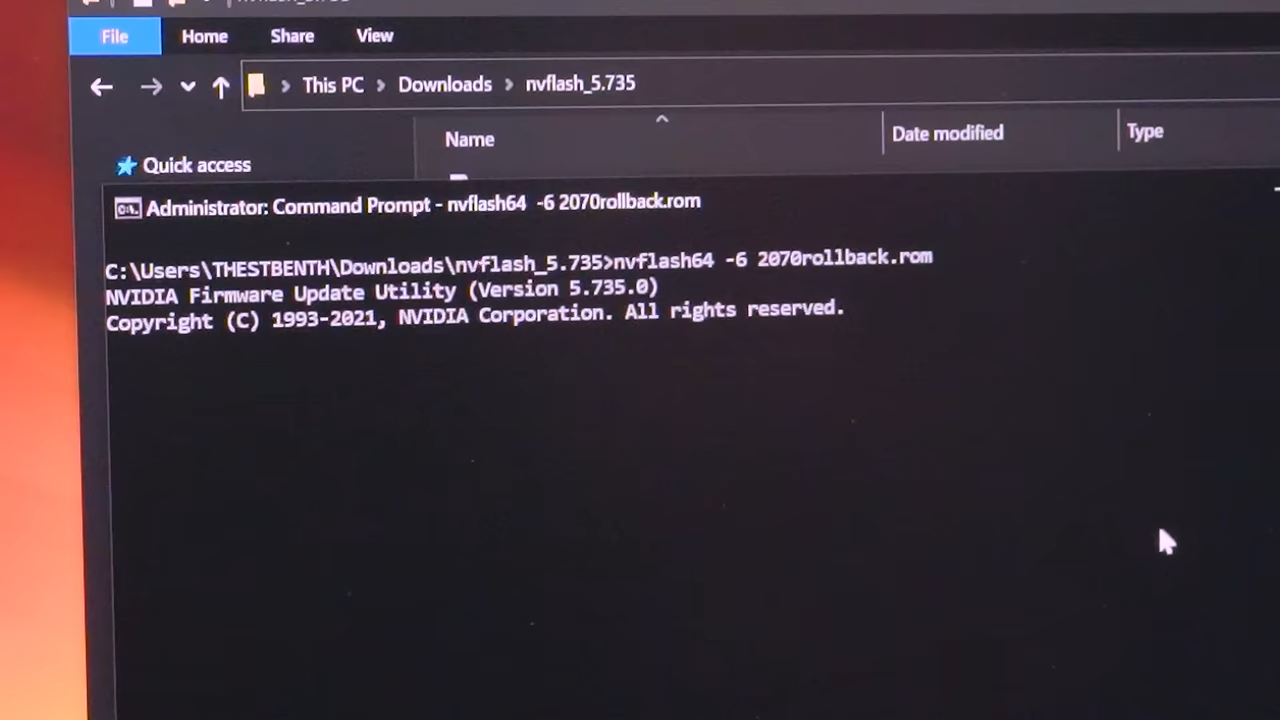 File Home Share View
This PC > Downloads > nvflash_5.735
Name Date modified Type
Quick access
Administrator: Command Prompt - nvflash64 -6 2070rollback.rom
C:\Users\THESTBENTH\Downloads\nvflash_5.735>nvflash64 -6 2070rollback.rom
NVIDIA Firmware Update Utility (Version 5.735.0)
Copyright (C) 1993-2021, NVIDIA Corporation. All rights reserved.